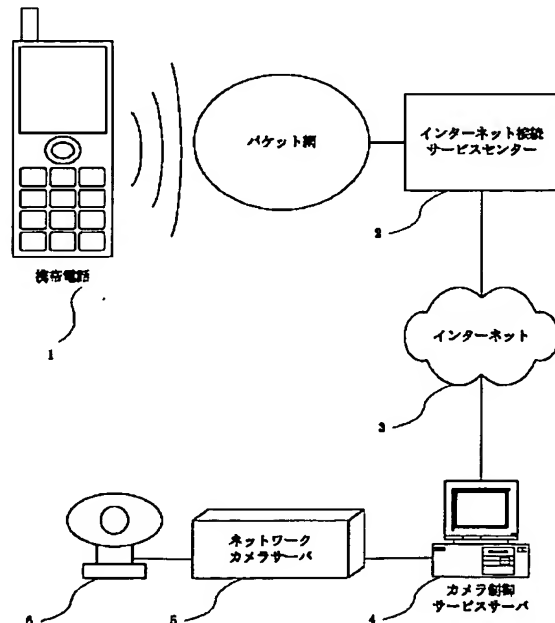 パケット網
インターネット接続
サービスセンター
2
携帯電話
1
インターネット
3
ネットワーク
カメラサーバ
カメラ制御
サービスサーバ
6
5
4